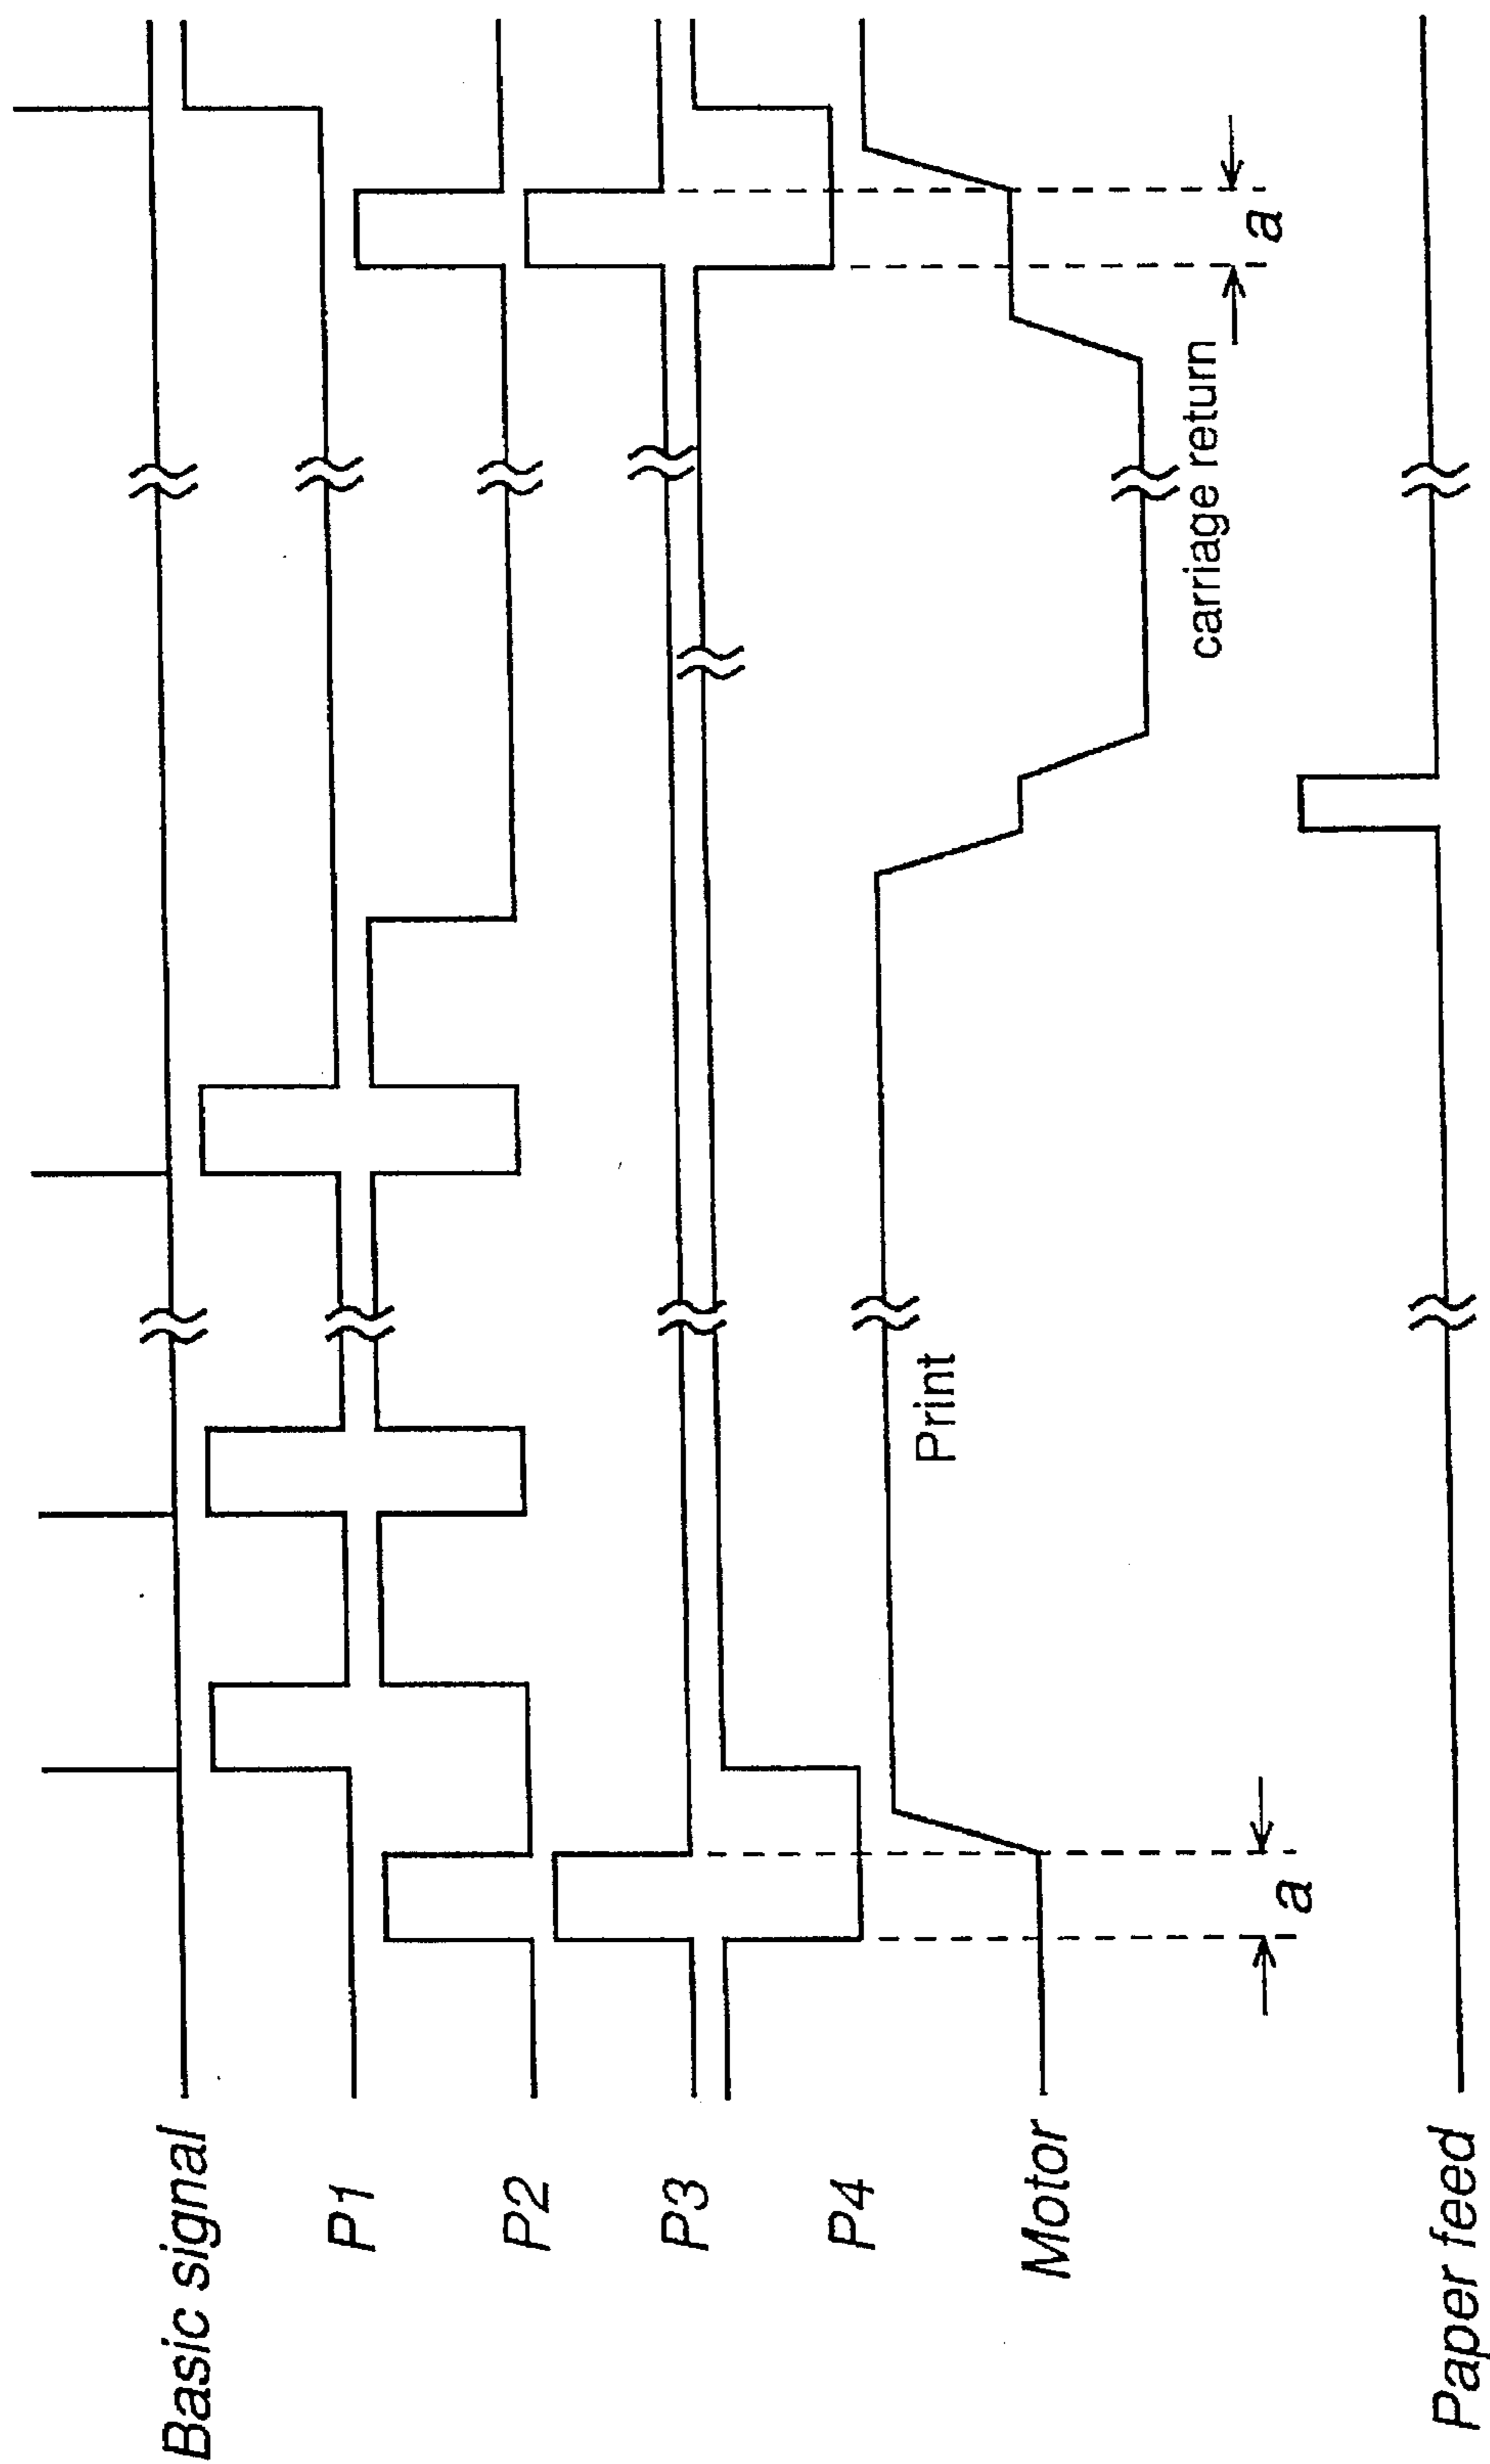 Basic signal
P1
P2
P3
P4
Motor
Print
carriage return
a
a
Paper feed